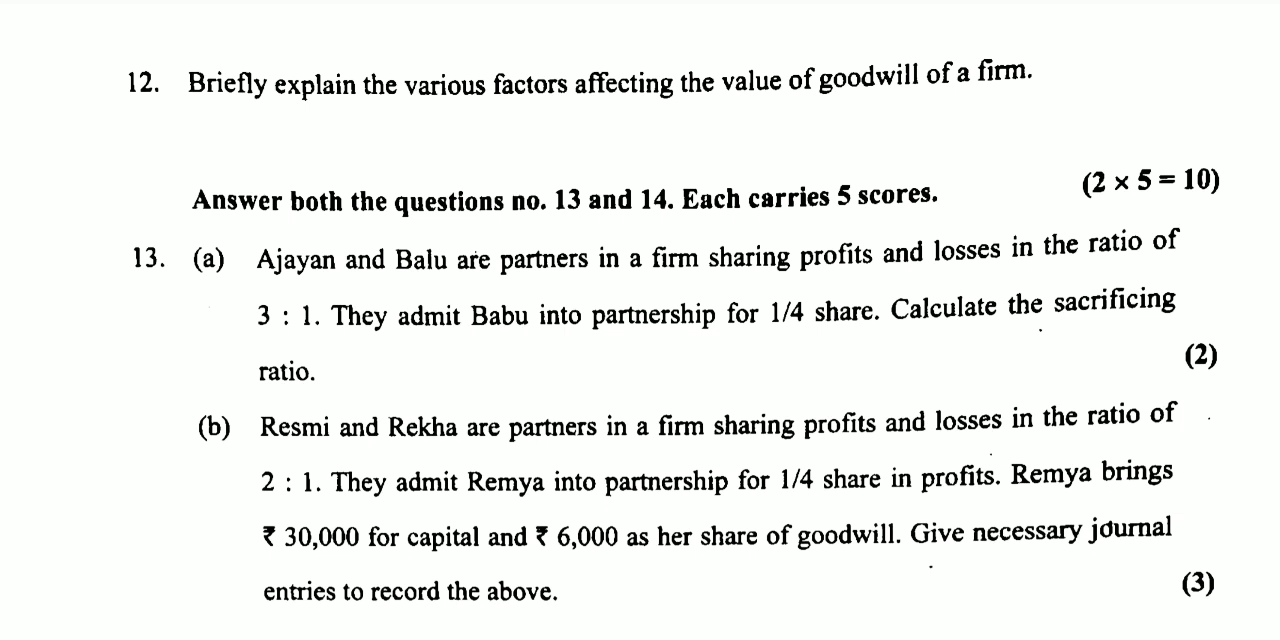 12. Briefly explain the various factors affecting the value of goodwill of a firm.
Answer both the questions no. 13 and 14. Each carries 5 scores. (2 × 5 = 10)
13. (a) Ajayan and Balu are partners in a firm sharing profits and losses in the ratio of
3 : 1. They admit Babu into partnership for 1/4 share. Calculate the sacrificing
ratio. (2)
(b) Resmi and Rekha are partners in a firm sharing profits and losses in the ratio of
2 : 1. They admit Remya into partnership for 1/4 share in profits. Remya brings
₹ 30,000 for capital and ₹ 6,000 as her share of goodwill. Give necessary journal
entries to record the above. (3)